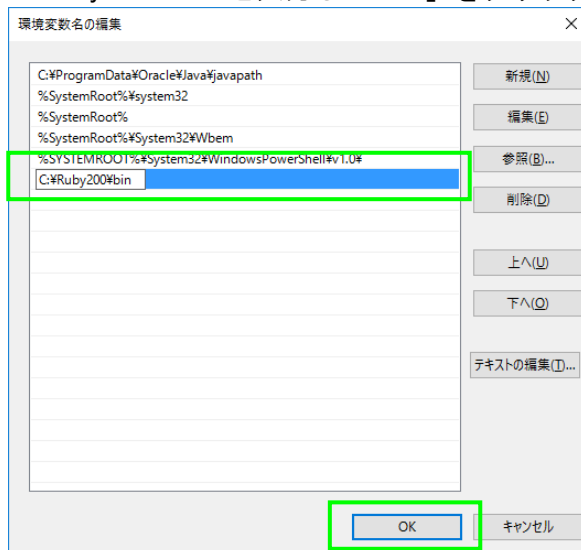 環境変数名の編集
C:¥ProgramData¥Oracle¥Java¥javapath
%SystemRoot%¥system32
%SystemRoot%
%SystemRoot%¥System32¥Wbem
%SYSTEMROOT%¥System32¥WindowsPowerShell¥v1.0¥
C:¥Ruby200¥bin
新規(N)
編集(E)
参照(B)...
削除(D)
上へ(U)
下へ(O)
テキストの編集(T)...
OK
キャンセル